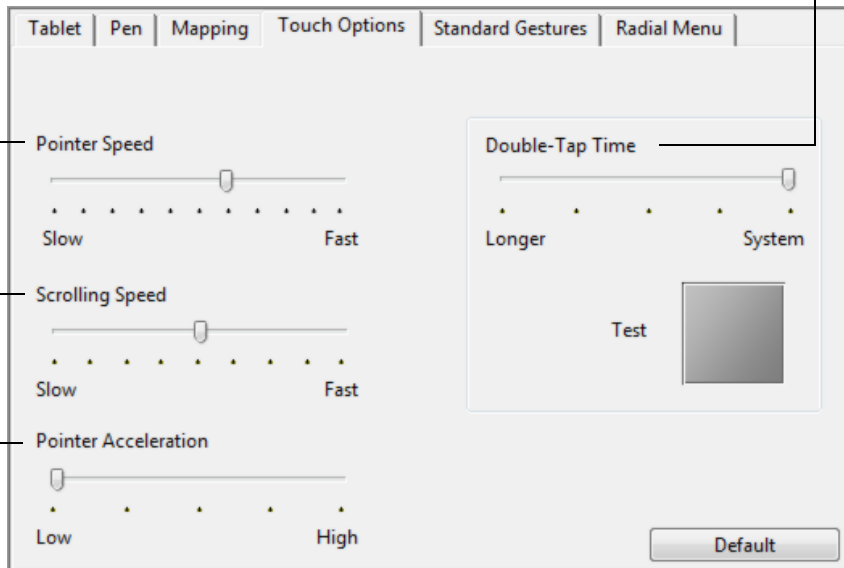 Tablet Pen Mapping Touch Options Standard Gestures Radial Menu
Pointer Speed
Slow Fast
Scrolling Speed
Slow Fast
Pointer Acceleration
Low High
Double-Tap Time
Longer System
Test
Default